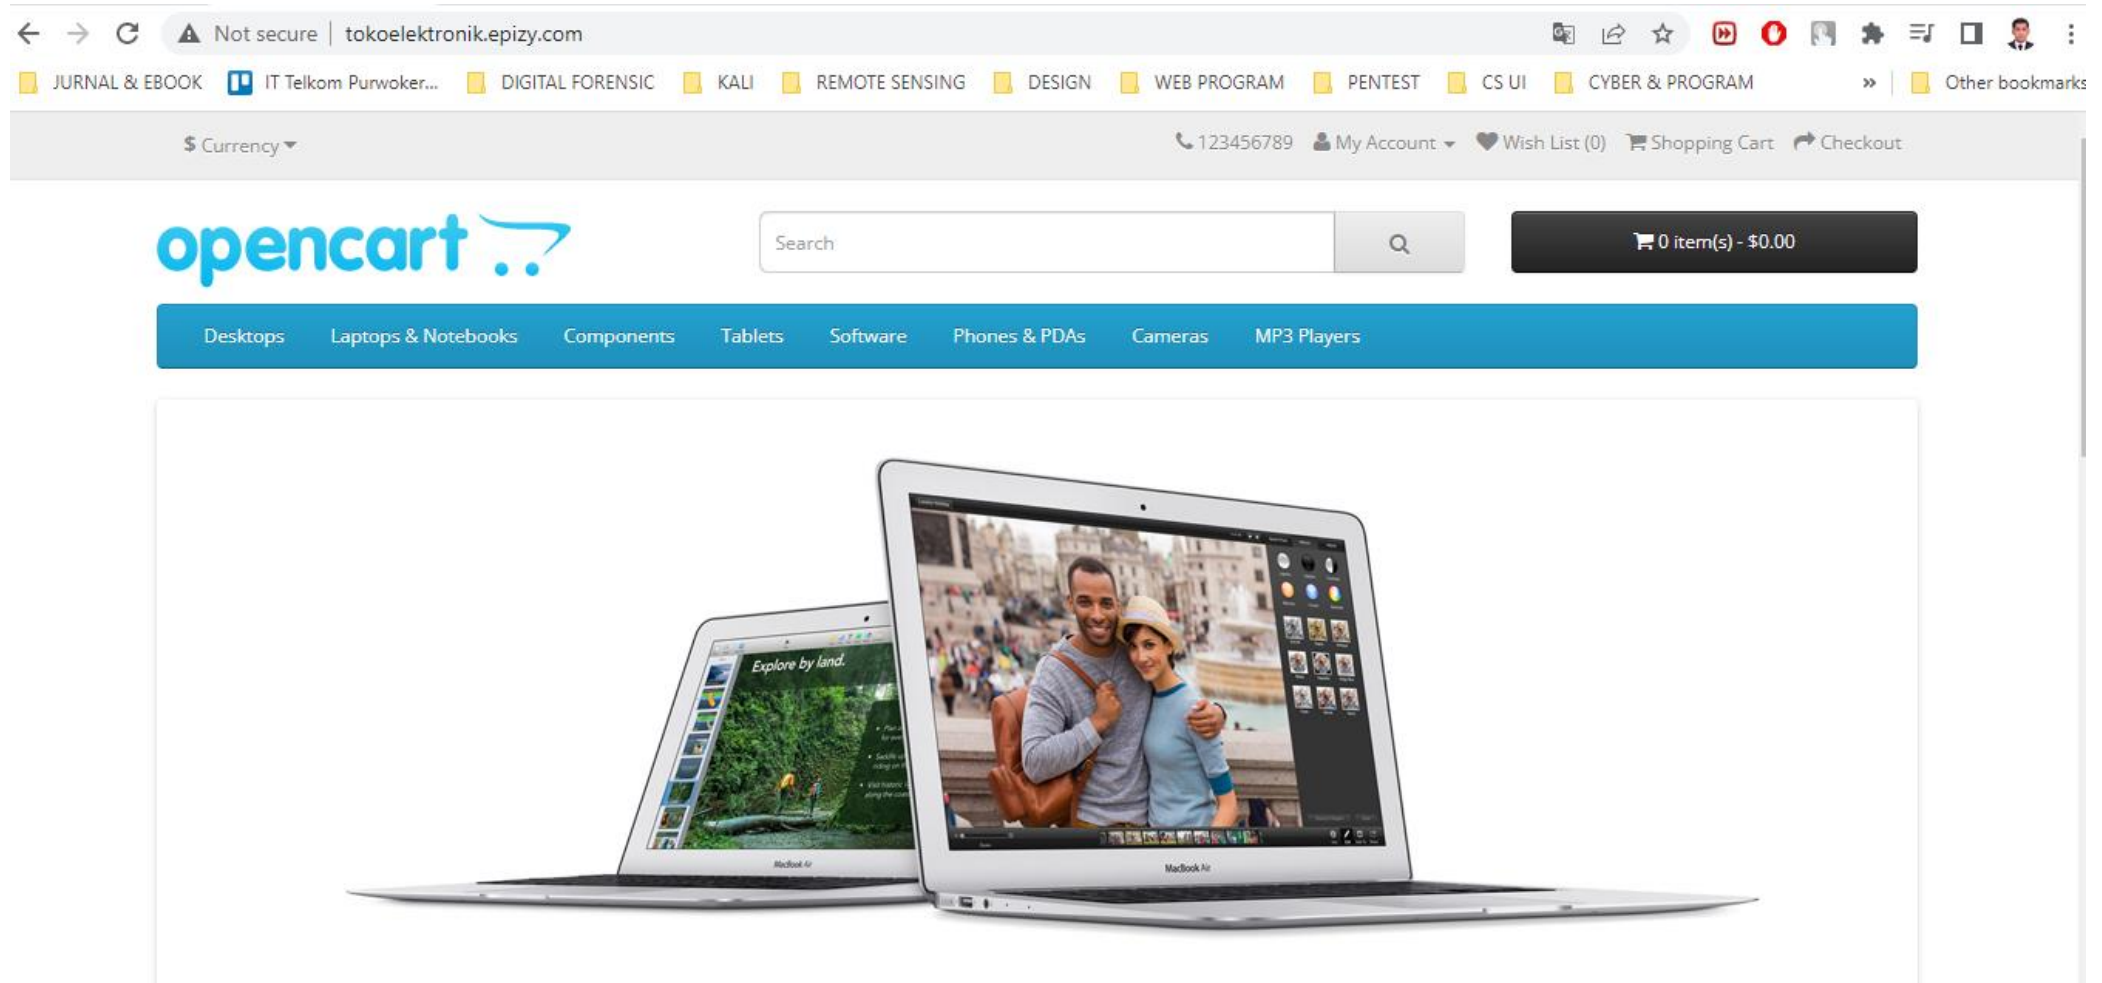 Not secure | tokoelektronik.epizy.com
JURNAL & EBOOK IT Telkom Purwoker... DIGITAL FORENSIC KALI REMOTE SENSING DESIGN WEB PROGRAM PENTEST CS UI CYBER & PROGRAM » Other bookmarks
$ Currency 123456789 My Account Wish List (0) Shopping Cart Checkout
opencart Search 0 item(s) - $0.00
Desktops Laptops & Notebooks Components Tablets Software Phones & PDAs Cameras MP3 Players
Explore by land.
MacBook Air
MacBook Air